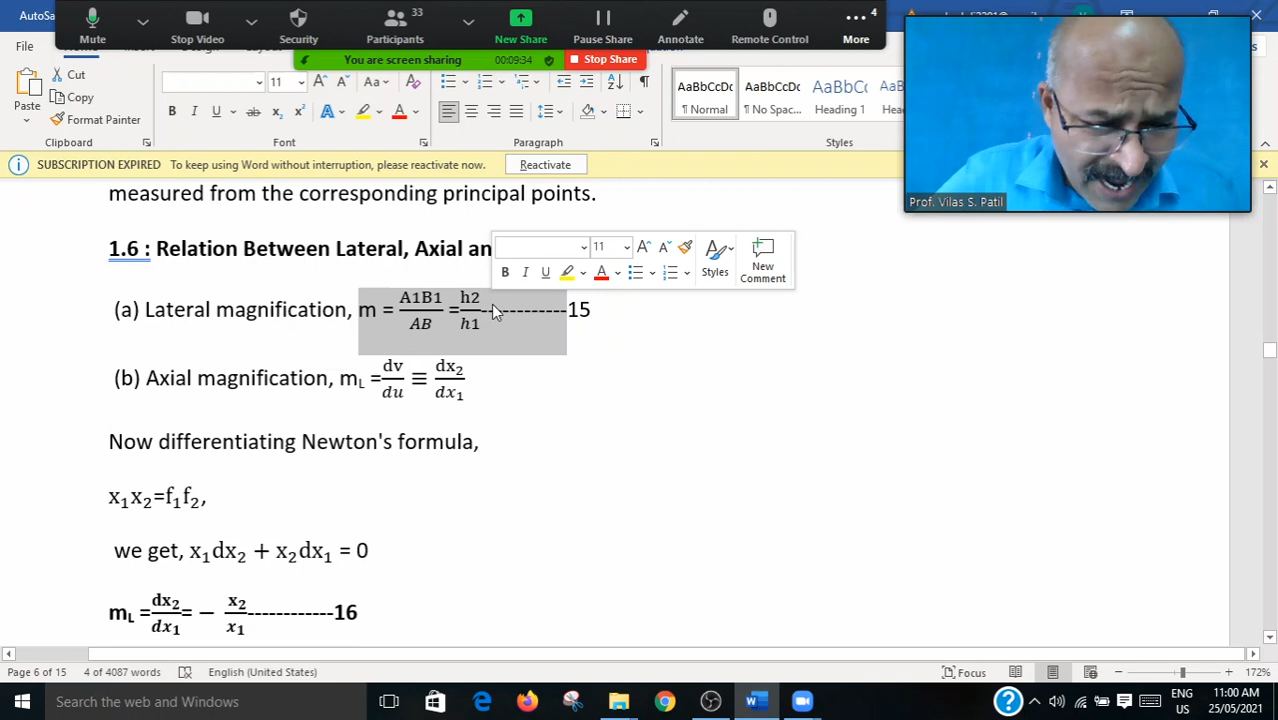 AutoSa
33
4
Mute
Stop Video
Security
Participants
New Share
Pause Share
Annotate
Remote Control
More
You are screen sharing
00:09:34
Stop Share
File
Paste
Cut
Copy
Format Painter
11
Aa
AaBbCcDc
AaBbCcDc
AaBbCc
AaB
¶ Normal
¶ No Spac...
Heading 1
Clipboard
Font
Paragraph
Styles
Prof. Vilas S. Patil
SUBSCRIPTION EXPIRED To keep using Word without interruption, please reactivate now.
Reactivate
measured from the corresponding principal points.
1.6 : Relation Between Lateral, Axial an
11
Styles
New
Comment
(a) Lateral magnification, m = A1B1/AB =h2/h1------------15
(b) Axial magnification, mL =dv/du ≡ dx₂/dx₁
Now differentiating Newton's formula,
x₁x₂=f₁f₂,
we get, x₁dx₂ + x₂dx₁ = 0
mL =dx₂/dx₁= − x₂/x₁------------16
Page 6 of 15
4 of 4087 words
English (United States)
Focus
172%
Search the web and Windows
ENG
US
11:00 AM
25/05/2021